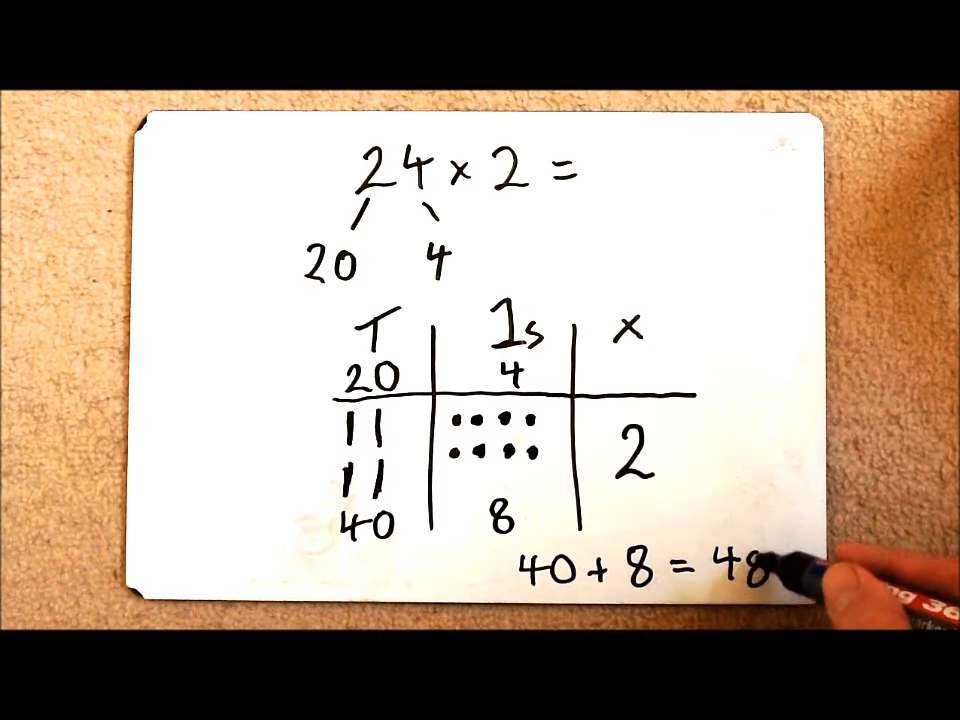 24 × 2 =
20 4
T 1s ×
20 4
2
40 8
40 + 8 = 48